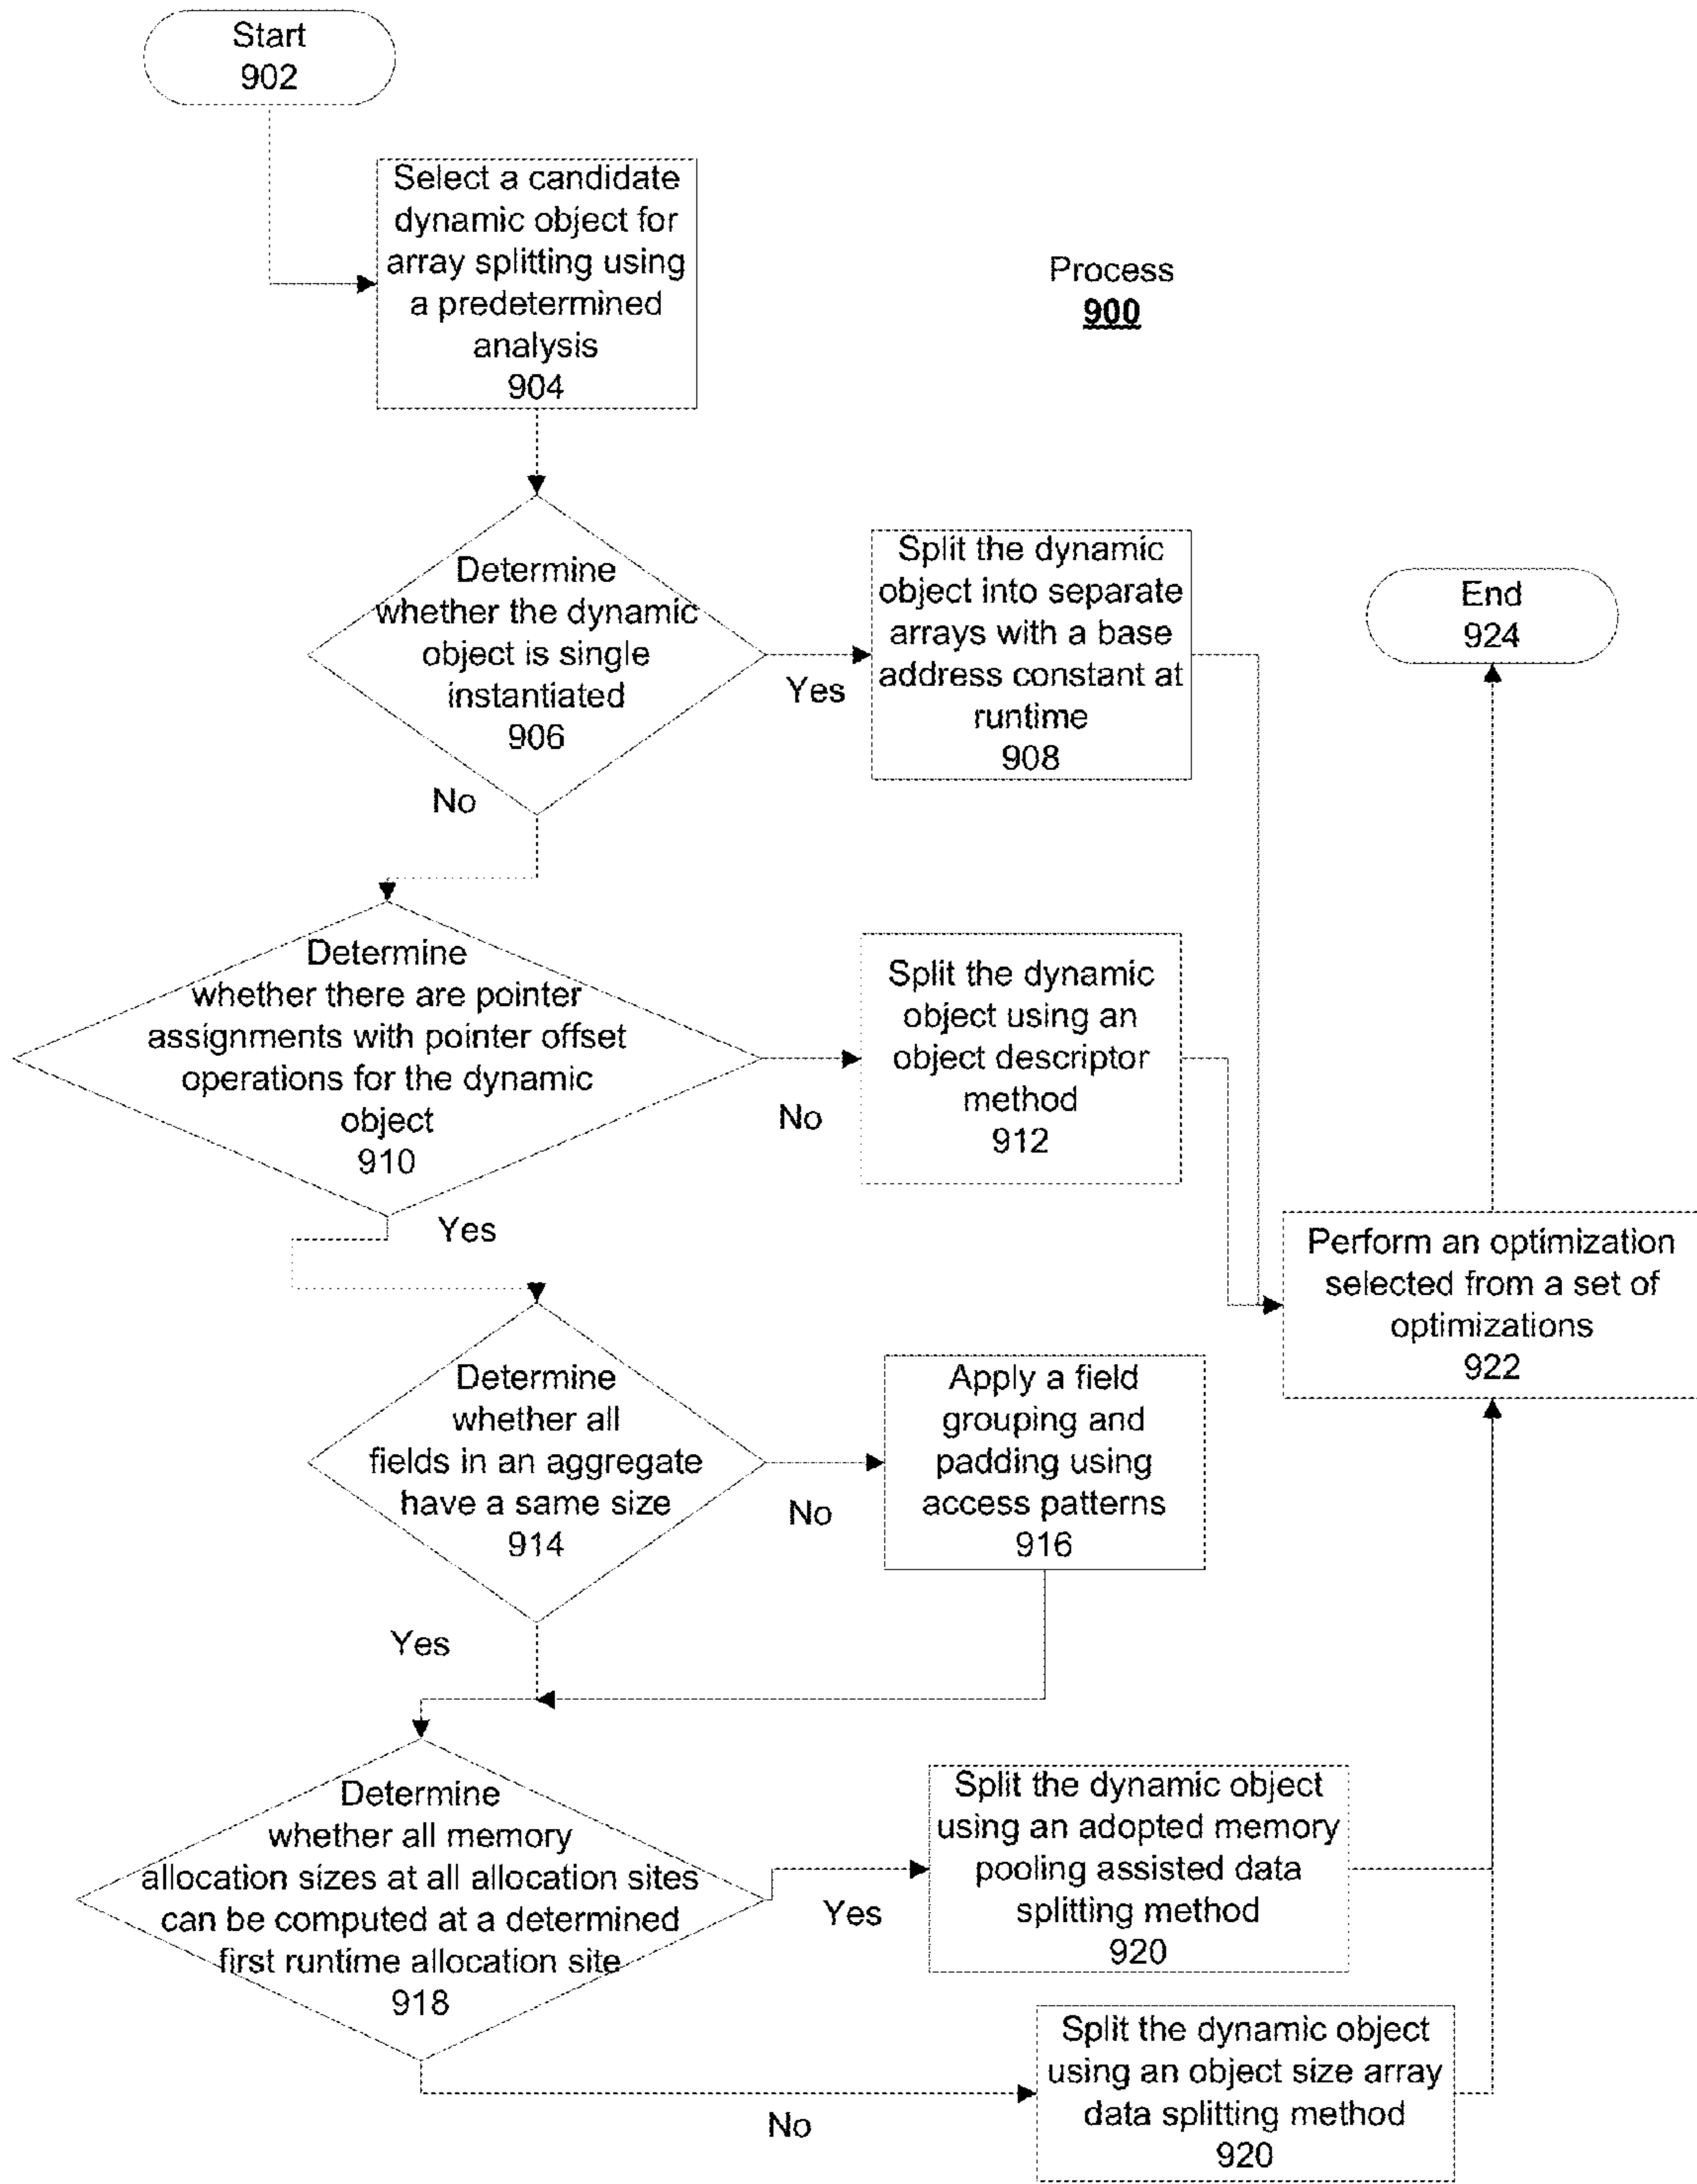 Start
902
Select a candidate
dynamic object for
array splitting using
a predetermined
analysis
904
Process
900
Determine
whether the dynamic
object is single
instantiated
906
Yes
No
Split the dynamic
object into separate
arrays with a base
address constant at
runtime
908
End
924
Determine
whether there are pointer
assignments with pointer offset
operations for the dynamic
object
910
No
Yes
Split the dynamic
object using an
object descriptor
method
912
Perform an optimization
selected from a set of
optimizations
922
Determine
whether all
fields in an aggregate
have a same size
914
No
Yes
Apply a field
grouping and
padding using
access patterns
916
Determine
whether all memory
allocation sizes at all allocation sites
can be computed at a determined
first runtime allocation site
918
Yes
No
Split the dynamic object
using an adopted memory
pooling assisted data
splitting method
920
Split the dynamic object
using an object size array
data splitting method
920